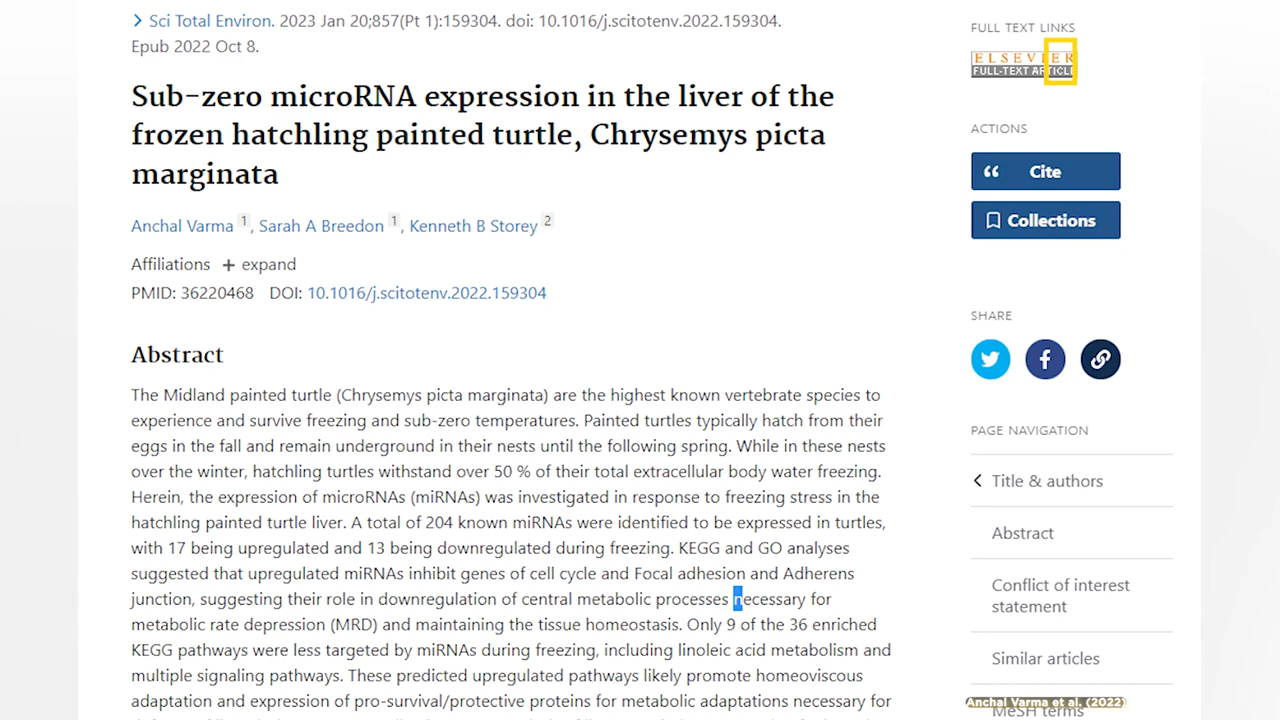 Sci Total Environ. 2023 Jan 20;857(Pt 1):159304. doi: 10.1016/j.scitotenv.2022.159304.
Epub 2022 Oct 8.
Sub-zero microRNA expression in the liver of the
frozen hatchling painted turtle, Chrysemys picta
marginata
Anchal Varma 1, Sarah A Breedon 1, Kenneth B Storey 2
Affiliations + expand
PMID: 36220468 DOI: 10.1016/j.scitotenv.2022.159304
Abstract
The Midland painted turtle (Chrysemys picta marginata) are the highest known vertebrate species to
experience and survive freezing and sub-zero temperatures. Painted turtles typically hatch from their
eggs in the fall and remain underground in their nests until the following spring. While in these nests
over the winter, hatchling turtles withstand over 50 % of their total extracellular body water freezing.
Herein, the expression of microRNAs (miRNAs) was investigated in response to freezing stress in the
hatchling painted turtle liver. A total of 204 known miRNAs were identified to be expressed in turtles,
with 17 being upregulated and 13 being downregulated during freezing. KEGG and GO analyses
suggested that upregulated miRNAs inhibit genes of cell cycle and Focal adhesion and Adherens
junction, suggesting their role in downregulation of central metabolic processes necessary for
metabolic rate depression (MRD) and maintaining the tissue homeostasis. Only 9 of the 36 enriched
KEGG pathways were less targeted by miRNAs during freezing, including linoleic acid metabolism and
multiple signaling pathways. These predicted upregulated pathways likely promote homeoviscous
adaptation and expression of pro-survival/protective proteins for metabolic adaptations necessary for
FULL TEXT LINKS
ELSEVIER
FULL-TEXT ARTICLE
ACTIONS
Cite
Collections
SHARE
PAGE NAVIGATION
Title & authors
Abstract
Conflict of interest
statement
Similar articles
Anchal Varma et al. (2022)
MeSH terms